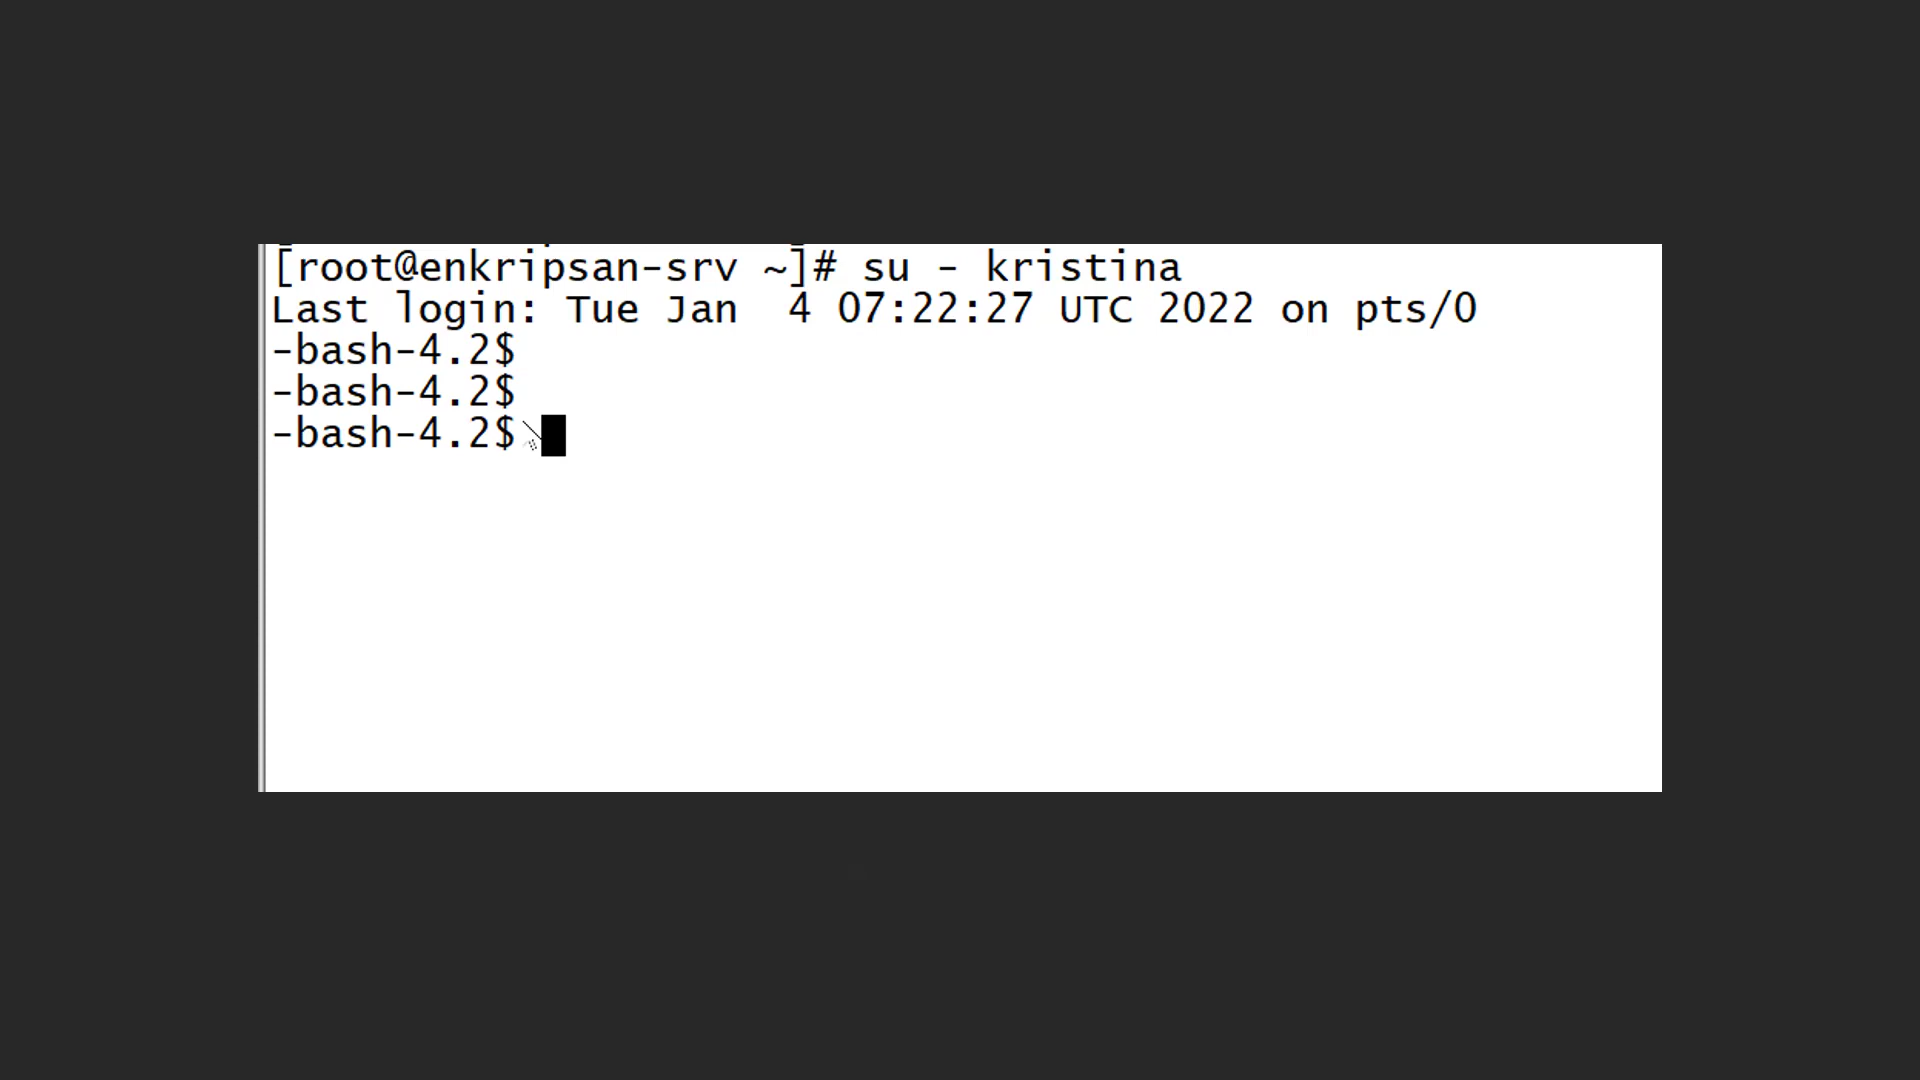 [root@enkripsan-srv ~]# su - kristina
Last login: Tue Jan  4 07:22:27 UTC 2022 on pts/0
-bash-4.2$
-bash-4.2$
-bash-4.2$